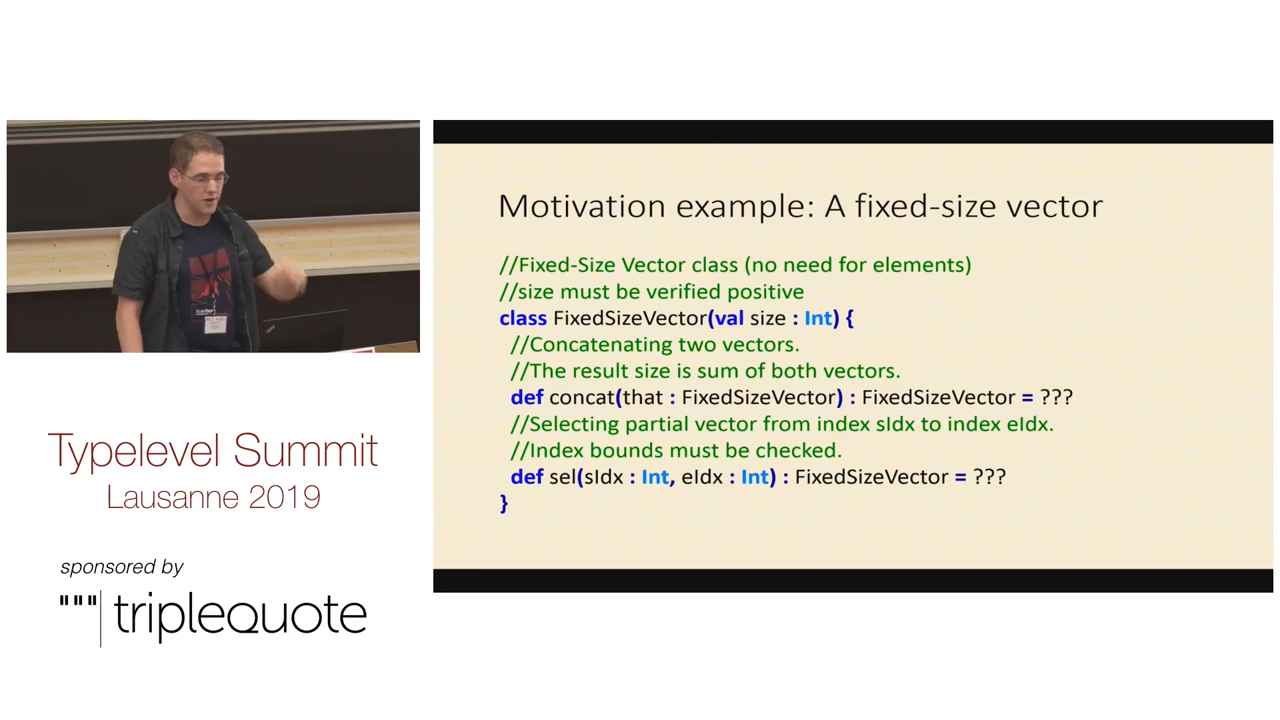 Motivation example: A fixed-size vector
//Fixed-Size Vector class (no need for elements)
//size must be verified positive
class FixedSizeVector(val size : Int) {
//Concatenating two vectors.
//The result size is sum of both vectors.
def concat(that : FixedSizeVector) : FixedSizeVector = ???
//Selecting partial vector from index sIdx to index eIdx.
//Index bounds must be checked.
def sel(sIdx : Int, eIdx : Int) : FixedSizeVector = ???
}
Typelevel Summit
Lausanne 2019
sponsored by
"""|triplequote